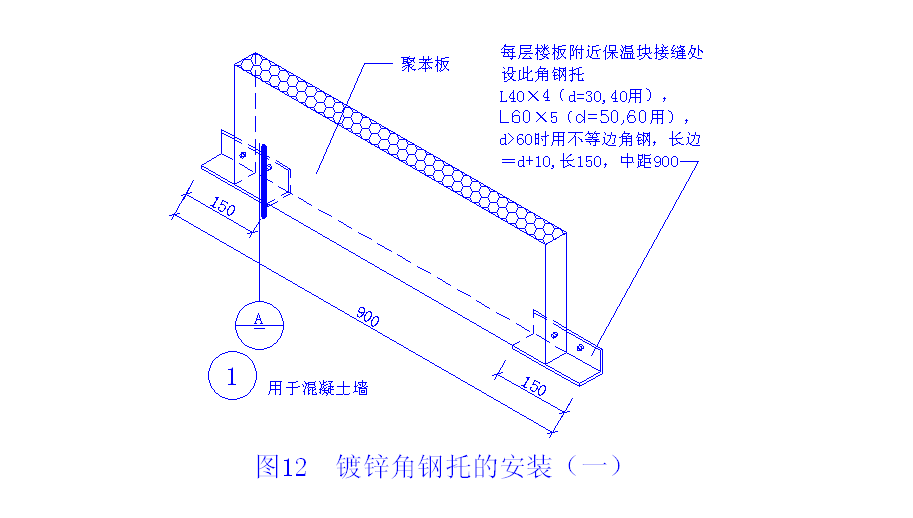 聚苯板
每层楼板附近保温块接缝处
设此角钢托
L40×4（d=30,40用），
L60×5（d=50,60用），
d>60时用不等边角钢，长边
＝d+10,长150，中距900
150
900
150
A
1
用于混凝土墙
图12 镀锌角钢托的安装（一）